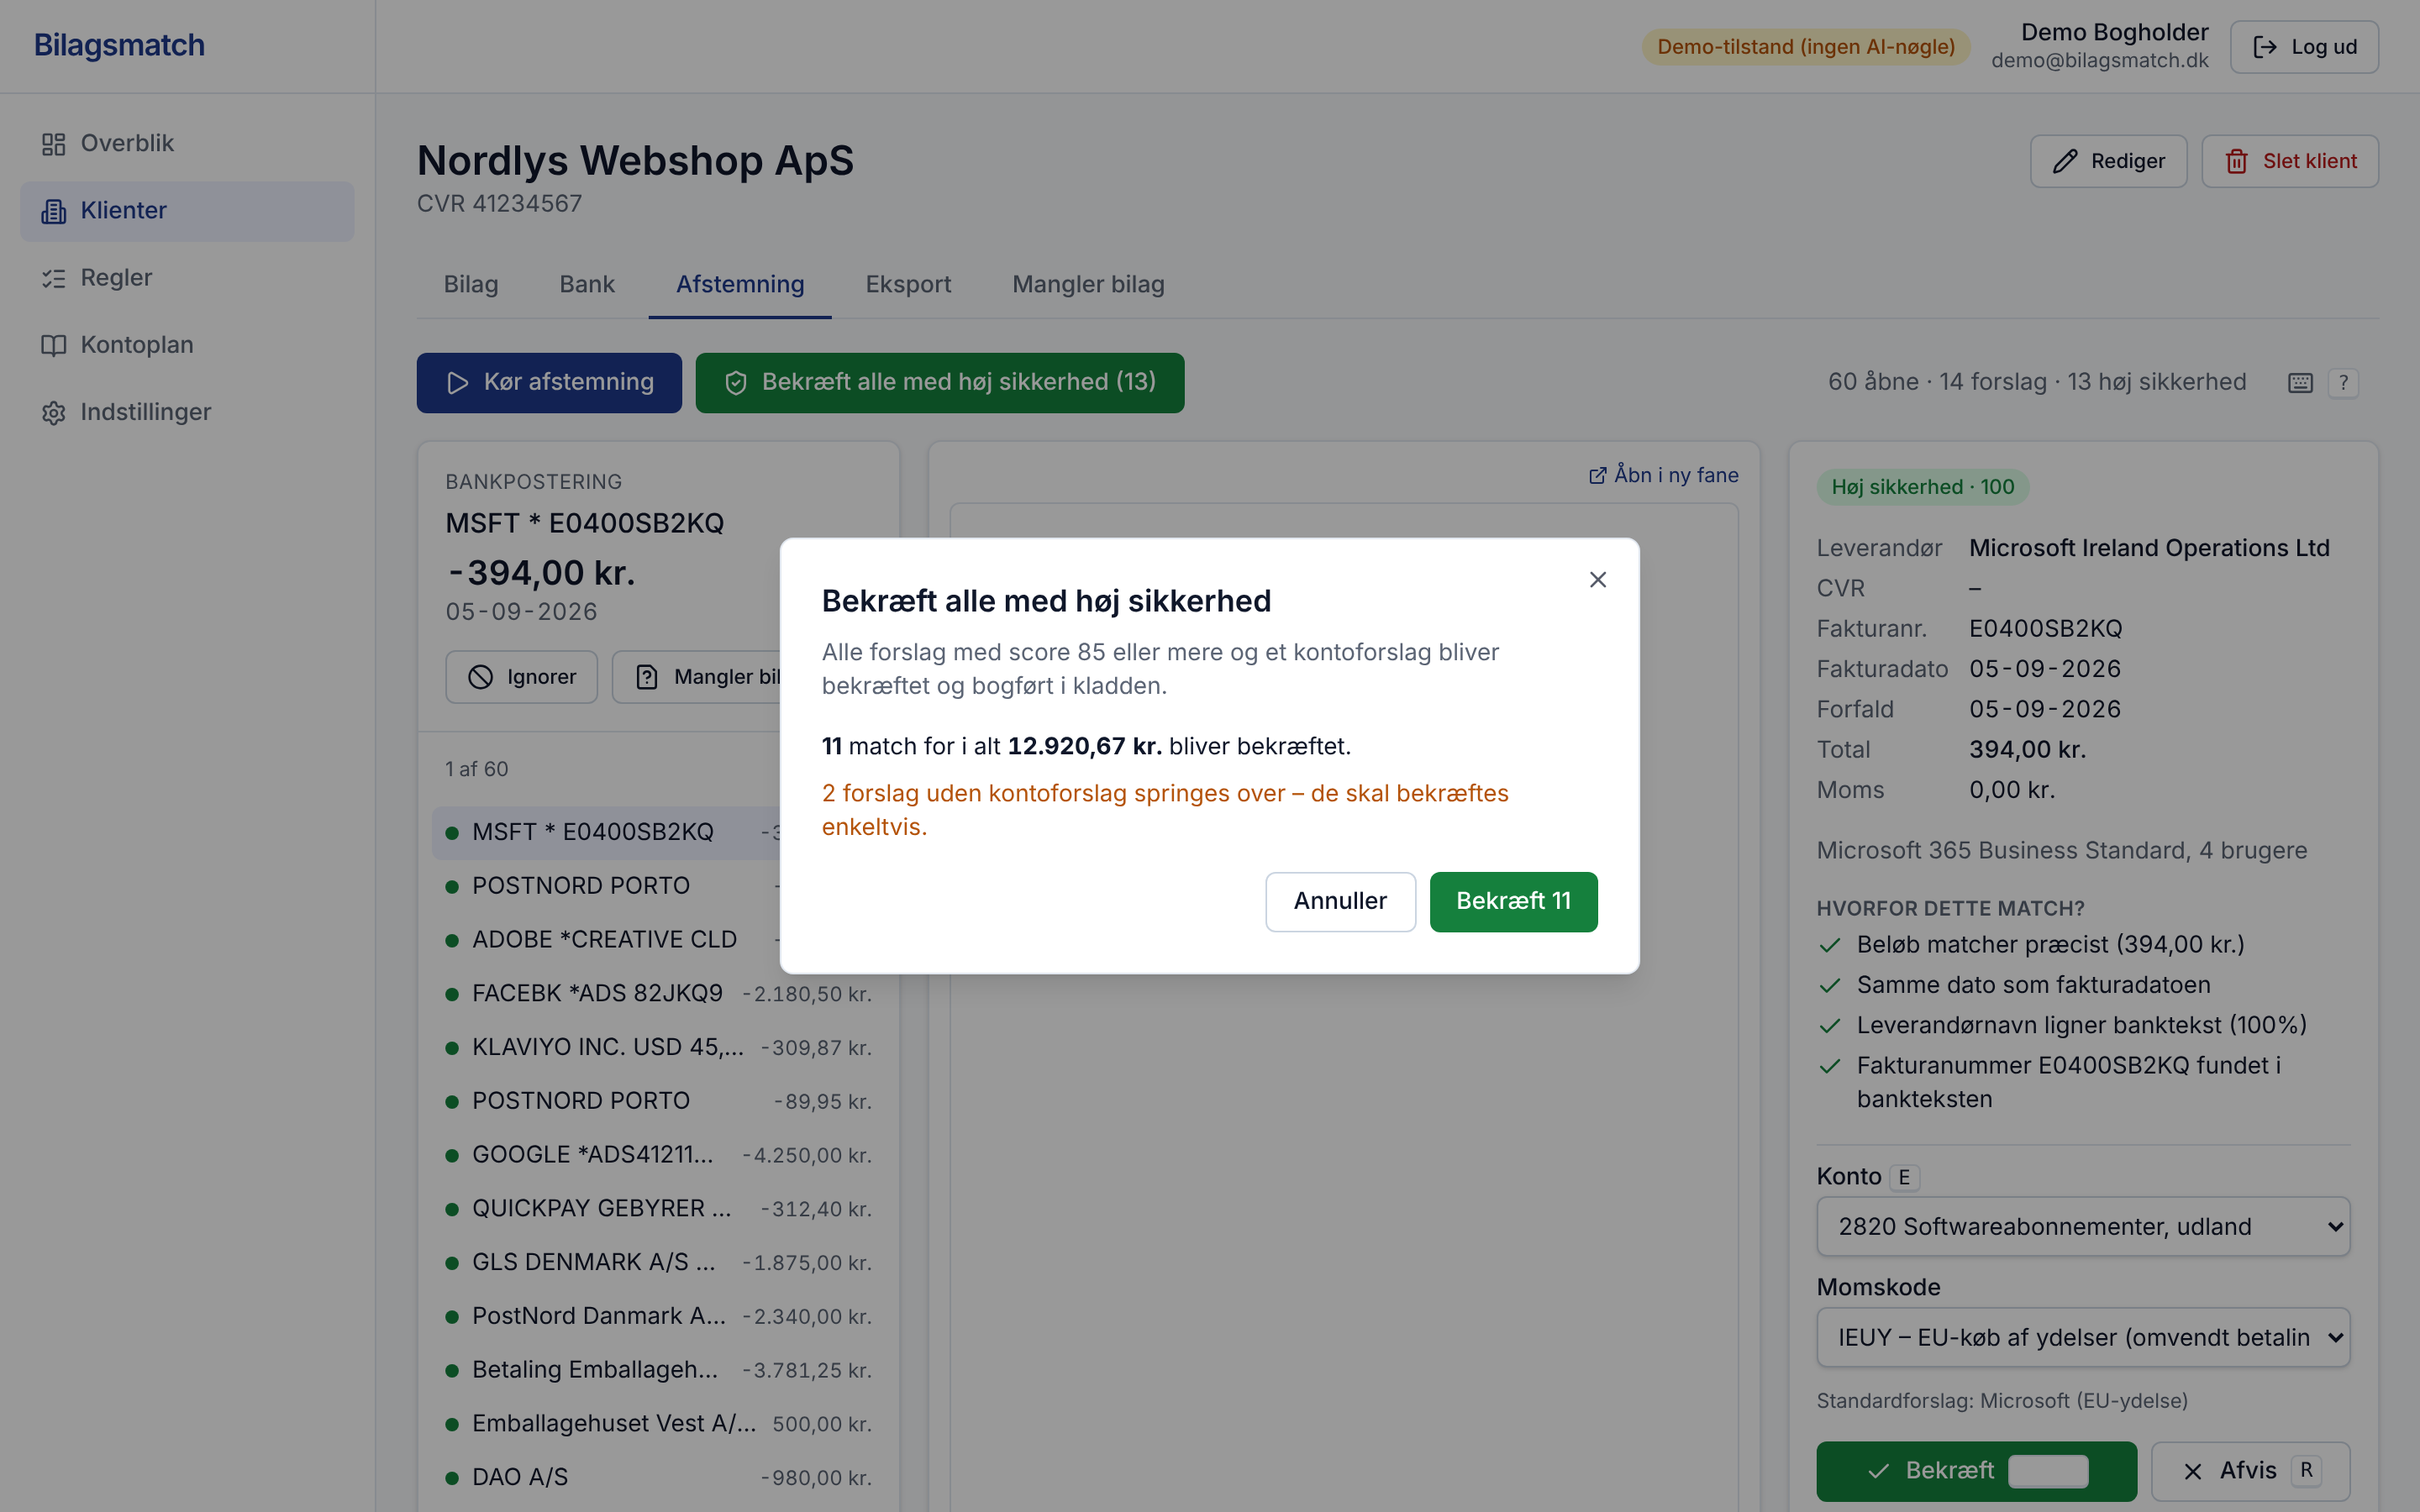 Bilagsmatch
Demo-tilstand (ingen AI-nøgle)
Demo Bogholder
demo@bilagsmatch.dk
Log ud
Overblik
Klienter
Regler
Kontoplan
Indstillinger
Nordlys Webshop ApS
CVR 41234567
Rediger
Slet klient
Bilag
Bank
Afstemning
Eksport
Mangler bilag
Kør afstemning
Bekræft alle med høj sikkerhed (13)
60 åbne · 14 forslag · 13 høj sikkerhed
?
BANKPOSTERING
MSFT * E0400SB2KQ
-394,00 kr.
05-09-2026
Ignorer
Mangler bil
1 af 60
MSFT * E0400SB2KQ -3
POSTNORD PORTO -
ADOBE *CREATIVE CLD -
FACEBK *ADS 82JKQ9 -2.180,50 kr.
KLAVIYO INC. USD 45,... -309,87 kr.
POSTNORD PORTO -89,95 kr.
GOOGLE *ADS41211... -4.250,00 kr.
QUICKPAY GEBYRER ... -312,40 kr.
GLS DENMARK A/S ... -1.875,00 kr.
PostNord Danmark A... -2.340,00 kr.
Betaling Emballageh... -3.781,25 kr.
Emballagehuset Vest A/... 500,00 kr.
DAO A/S -980,00 kr.
Åbn i ny fane
Bekræft alle med høj sikkerhed
Alle forslag med score 85 eller mere og et kontoforslag bliver
bekræftet og bogført i kladden.
11 match for i alt 12.920,67 kr. bliver bekræftet.
2 forslag uden kontoforslag springes over – de skal bekræftes
enkeltvis.
Annuller
Bekræft 11
Høj sikkerhed · 100
Leverandør Microsoft Ireland Operations Ltd
CVR –
Fakturanr. E0400SB2KQ
Fakturadato 05-09-2026
Forfald 05-09-2026
Total 394,00 kr.
Moms 0,00 kr.
Microsoft 365 Business Standard, 4 brugere
HVORFOR DETTE MATCH?
Beløb matcher præcist (394,00 kr.)
Samme dato som fakturadatoen
Leverandørnavn ligner banktekst (100%)
Fakturanummer E0400SB2KQ fundet i
bankteksten
Konto E
2820 Softwareabonnementer, udland
Momskode
IEUY – EU-køb af ydelser (omvendt betalin
Standardforslag: Microsoft (EU-ydelse)
Bekræft
Afvis R